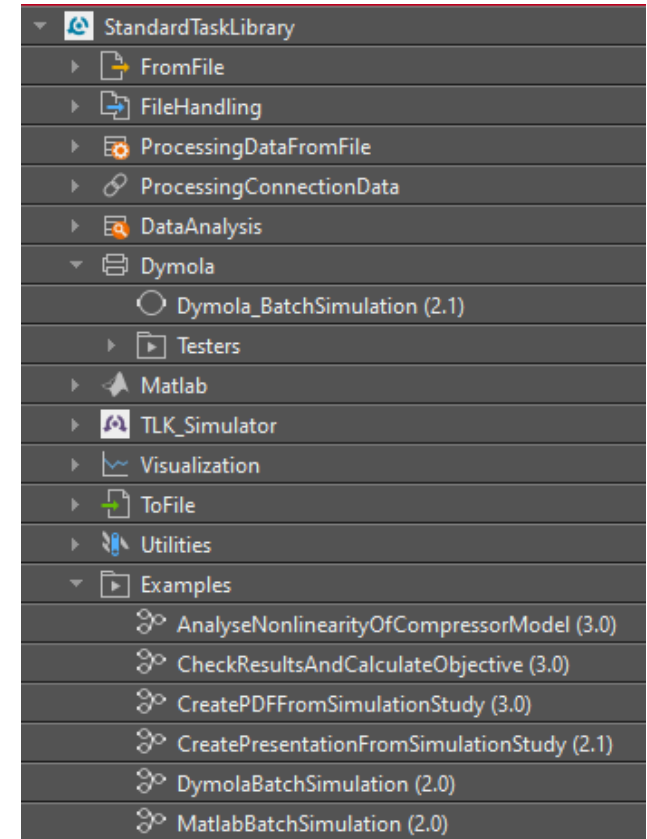 StandardTaskLibrary
FromFile
FileHandling
ProcessingDataFromFile
ProcessingConnectionData
DataAnalysis
Dymola
Dymola_BatchSimulation (2.1)
Testers
Matlab
TLK_Simulator
Visualization
ToFile
Utilities
Examples
AnalyseNonlinearityOfCompressorModel (3.0)
CheckResultsAndCalculateObjective (3.0)
CreatePDFFromSimulationStudy (3.0)
CreatePresentationFromSimulationStudy (2.1)
DymolaBatchSimulation (2.0)
MatlabBatchSimulation (2.0)